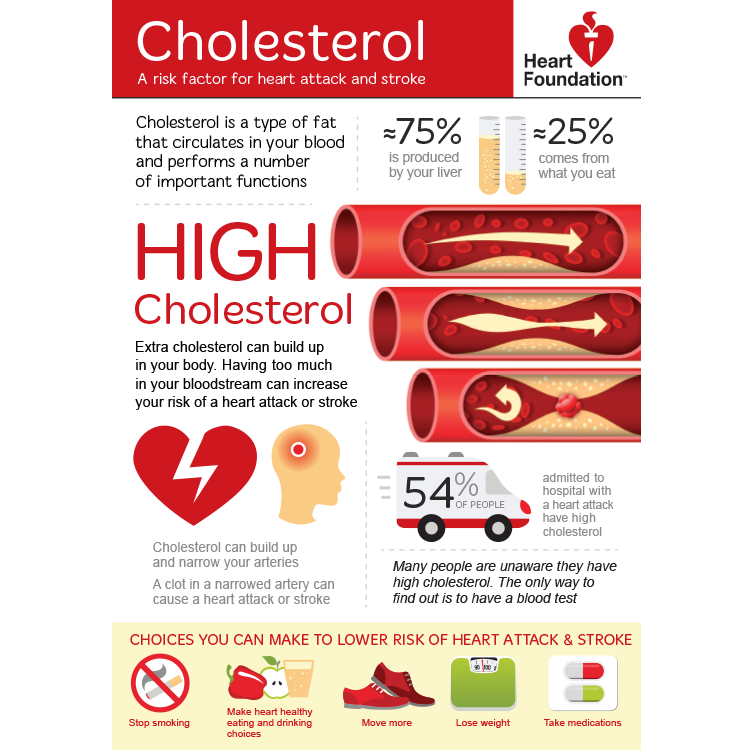 Cholesterol
A risk factor for heart attack and stroke
Heart
Foundation™
Cholesterol is a type of fat
that circulates in your blood
and performs a number
of important functions
≈75%
is produced
by your liver
≈25%
comes from
what you eat
HIGH
Cholesterol
Extra cholesterol can build up
in your body. Having too much
in your bloodstream can increase
your risk of a heart attack or stroke
Cholesterol can build up
and narrow your arteries
A clot in a narrowed artery can
cause a heart attack or stroke
54%
OF PEOPLE
admitted to
hospital with
a heart attack
have high
cholesterol
Many people are unaware they have
high cholesterol. The only way to
find out is to have a blood test
CHOICES YOU CAN MAKE TO LOWER RISK OF HEART ATTACK & STROKE
Stop smoking
Make heart healthy
eating and drinking
choices
Move more
Lose weight
Take medications